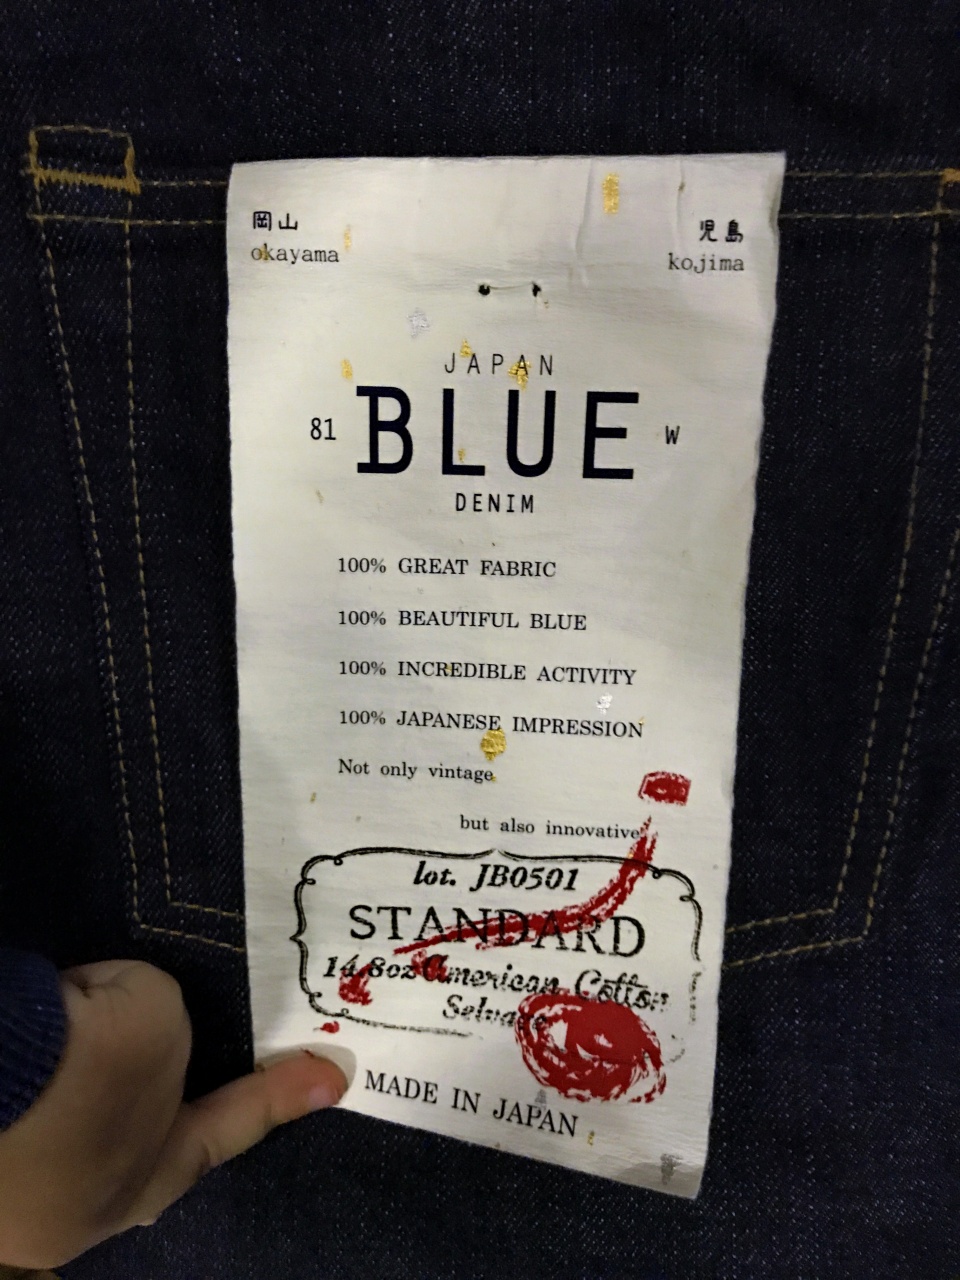 岡山
okayama
児島
kojima
JAPAN
81 BLUE W
DENIM
100% GREAT FABRIC
100% BEAUTIFUL BLUE
100% INCREDIBLE ACTIVITY
100% JAPANESE IMPRESSION
Not only vintage
but also innovative
lot. JB0501
STANDARD
14.8oz American Cotton
Selvage
MADE IN JAPAN